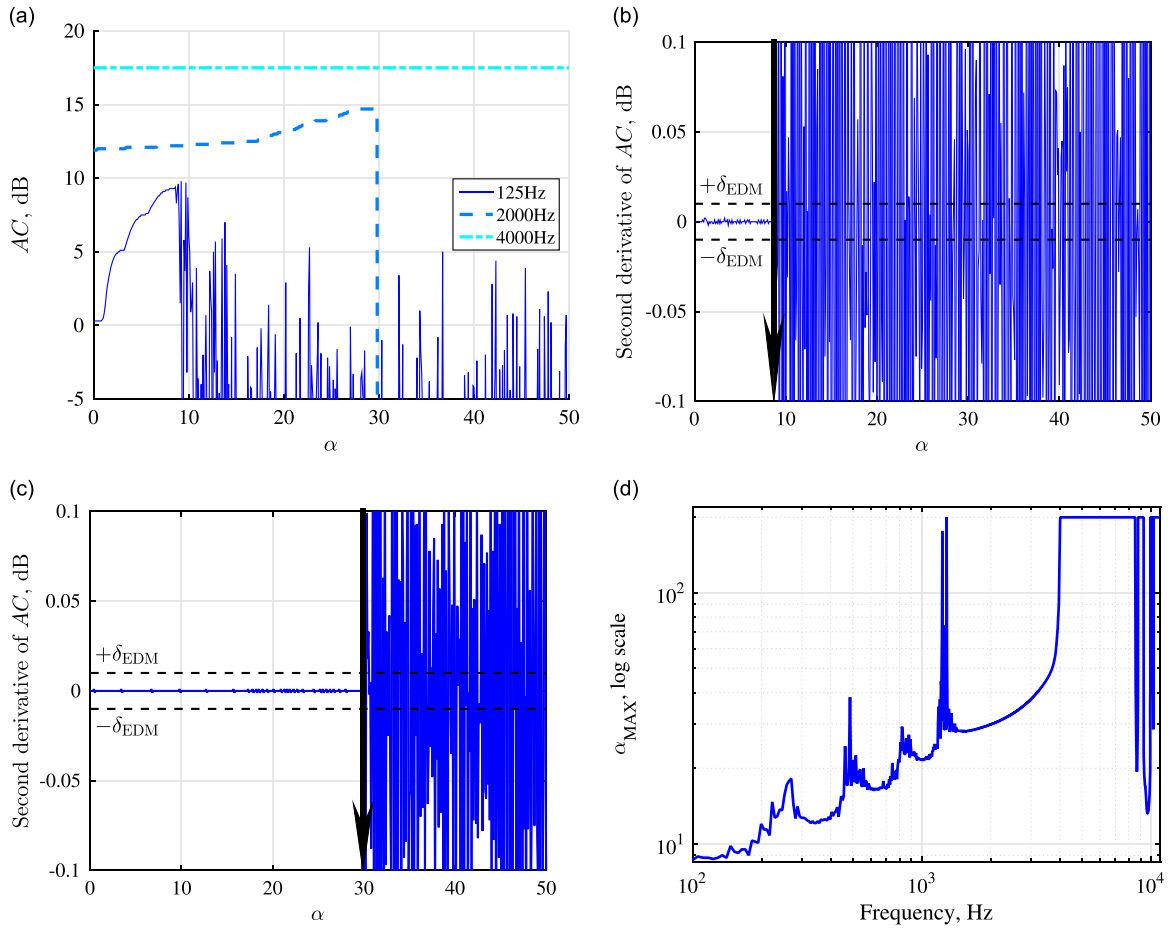 (a)
20
15
10
5
0
-5
AC, dB
125Hz
2000Hz
4000Hz
0
10
20
30
40
50
α
(b)
0.1
0.05
0
-0.05
-0.1
Second derivative of AC, dB
+δEDM
−δEDM
0
10
20
30
40
50
α
(c)
0.1
0.05
0
-0.05
-0.1
Second derivative of AC, dB
+δEDM
−δEDM
0
10
20
30
40
50
α
(d)
10^2
10^1
αMAX, log scale
10^2
10^3
10^4
Frequency, Hz